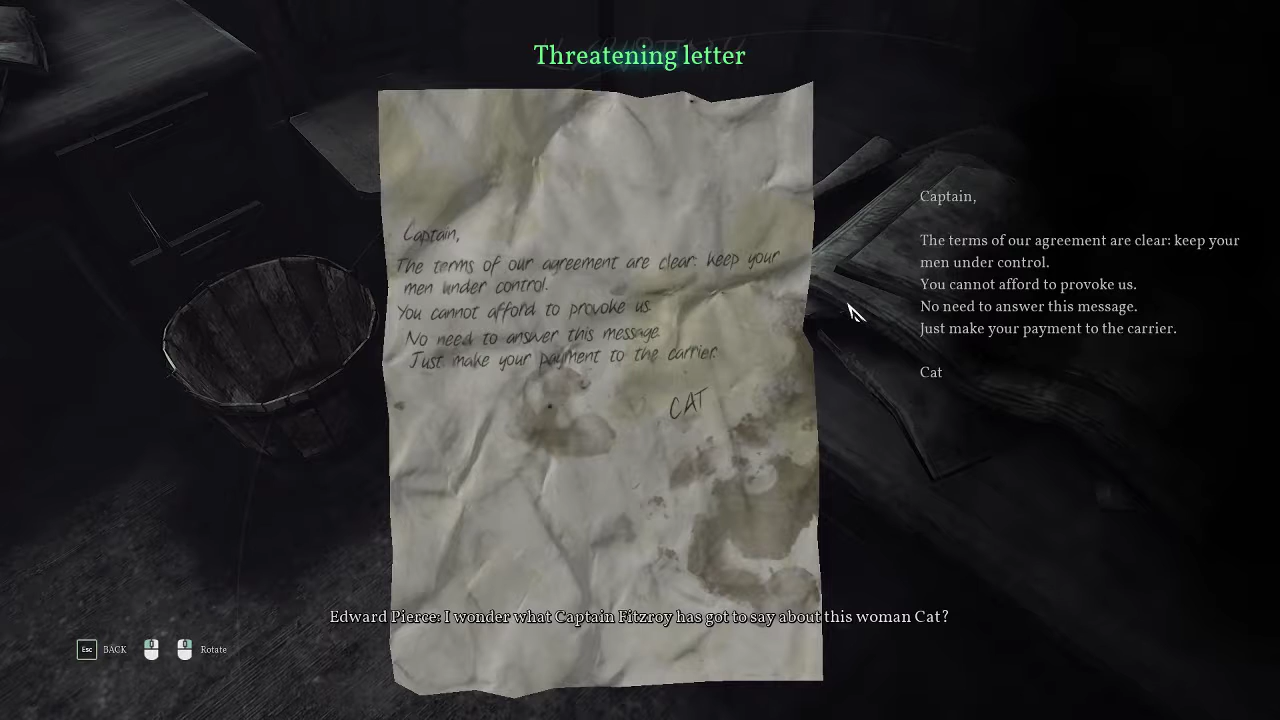 Threatening letter
Captain,
The terms of our agreement are clear: keep your
men under control.
You cannot afford to provoke us.
No need to answer this message.
Just make your payment to the carrier.
CAT
Captain,
The terms of our agreement are clear: keep your
men under control.
You cannot afford to provoke us.
No need to answer this message.
Just make your payment to the carrier.
Cat
Edward Pierce: I wonder what Captain Fitzroy has got to say about this woman Cat?
Esc BACK Rotate